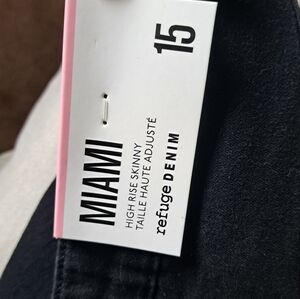 MIAMI
HIGH RISE SKINNY
TAILLE HAUTE ADJUSTÉ
refuge DENIM
15